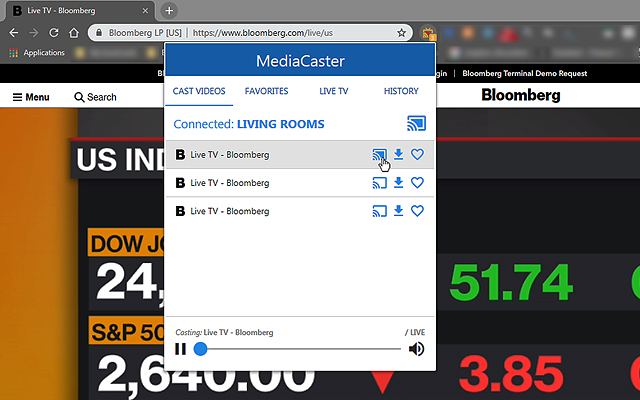 Live TV - Bloomberg
Bloomberg LP [US] | https://www.bloomberg.com/live/us
1
Applications
MediaCaster
Bloomberg Terminal Demo Request
Menu
Search
Bloomberg
CAST VIDEOS
FAVORITES
LIVE TV
HISTORY
Connected: LIVING ROOMS
B Live TV - Bloomberg
B Live TV - Bloomberg
B Live TV - Bloomberg
US IND
DOW JO
24,
51.74
S&P 50
2,640.00
3.85
Casting: Live TV - Bloomberg
/ LIVE